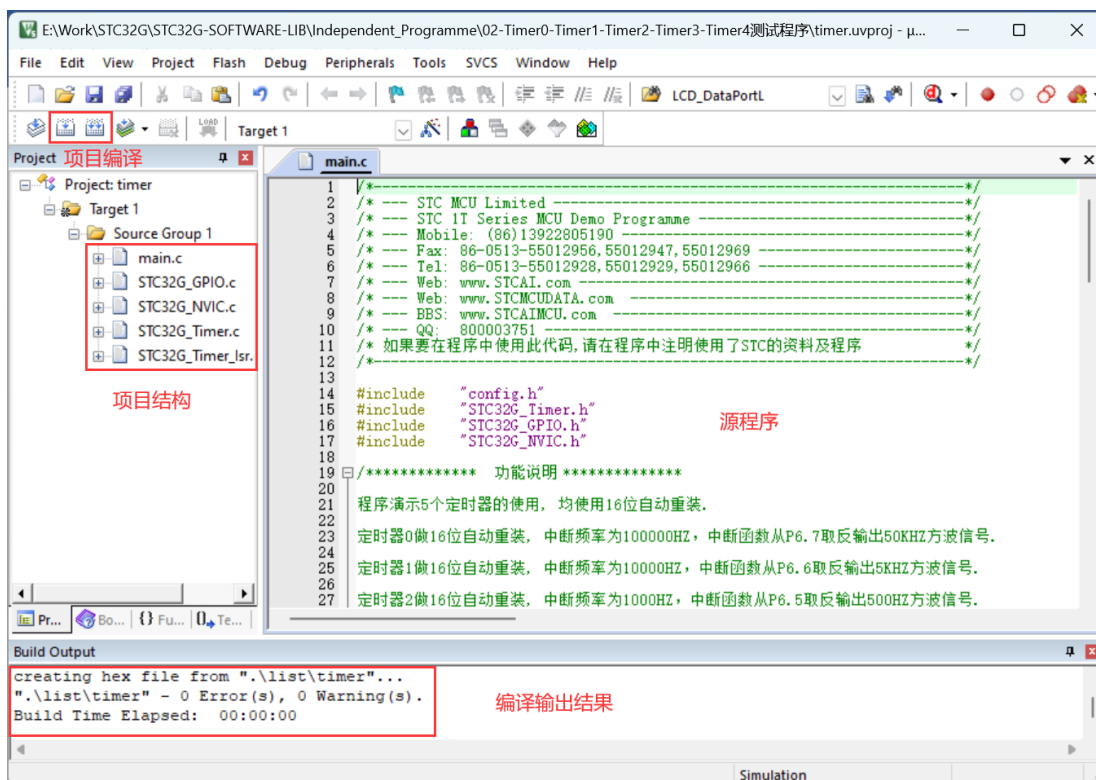 E:\Work\STC32G\STC32G-SOFTWARE-LIB\Independent_Programme\02-Timer0-Timer1-Timer2-Timer3-Timer4测试程序\timer.uvproj - µ...
File Edit View Project Flash Debug Peripherals Tools SVCS Window Help
LCD_DataPortL
LOAD
Target 1
Project 项目编译
Project: timer
Target 1
Source Group 1
main.c
STC32G_GPIO.c
STC32G_NVIC.c
STC32G_Timer.c
STC32G_Timer_Isr.
项目结构
Pr... Bo... {} Fu... Te...
main.c
1 /*---------------------------------------------------------------------*/
2 /* --- STC MCU Limited ------------------------------------------------*/
3 /* --- STC 1T Series MCU Demo Programme -------------------------------*/
4 /* --- Mobile: (86)13922805190 ----------------------------------------*/
5 /* --- Fax: 86-0513-55012956,55012947,55012969 ------------------------*/
6 /* --- Tel: 86-0513-55012928,55012929,55012966 ------------------------*/
7 /* --- Web: www.STCAI.com ---------------------------------------------*/
8 /* --- Web: www.STCMCUDATA.com ---------------------------------------*/
9 /* --- BBS: www.STCAIMCU.com -----------------------------------------*/
10 /* --- QQ: 800003751 -------------------------------------------------*/
11 /* 如果要在程序中使用此代码,请在程序中注明使用了STC的资料及程序 */
12 /*---------------------------------------------------------------------*/
13
14 #include "config.h"
15 #include "STC32G_Timer.h"
16 #include "STC32G_GPIO.h"
17 #include "STC32G_NVIC.h"
源程序
18
19 /************* 功能说明 **************
20
21 程序演示5个定时器的使用, 均使用16位自动重装.
22
23 定时器0做16位自动重装, 中断频率为100000HZ，中断函数从P6.7取反输出50KHZ方波信号.
24
25 定时器1做16位自动重装, 中断频率为10000HZ，中断函数从P6.6取反输出5KHZ方波信号.
26
27 定时器2做16位自动重装, 中断频率为1000HZ，中断函数从P6.5取反输出500HZ方波信号.
Build Output
creating hex file from ".\list\timer"...
".\list\timer" - 0 Error(s), 0 Warning(s).
Build Time Elapsed: 00:00:00
编译输出结果
Simulation